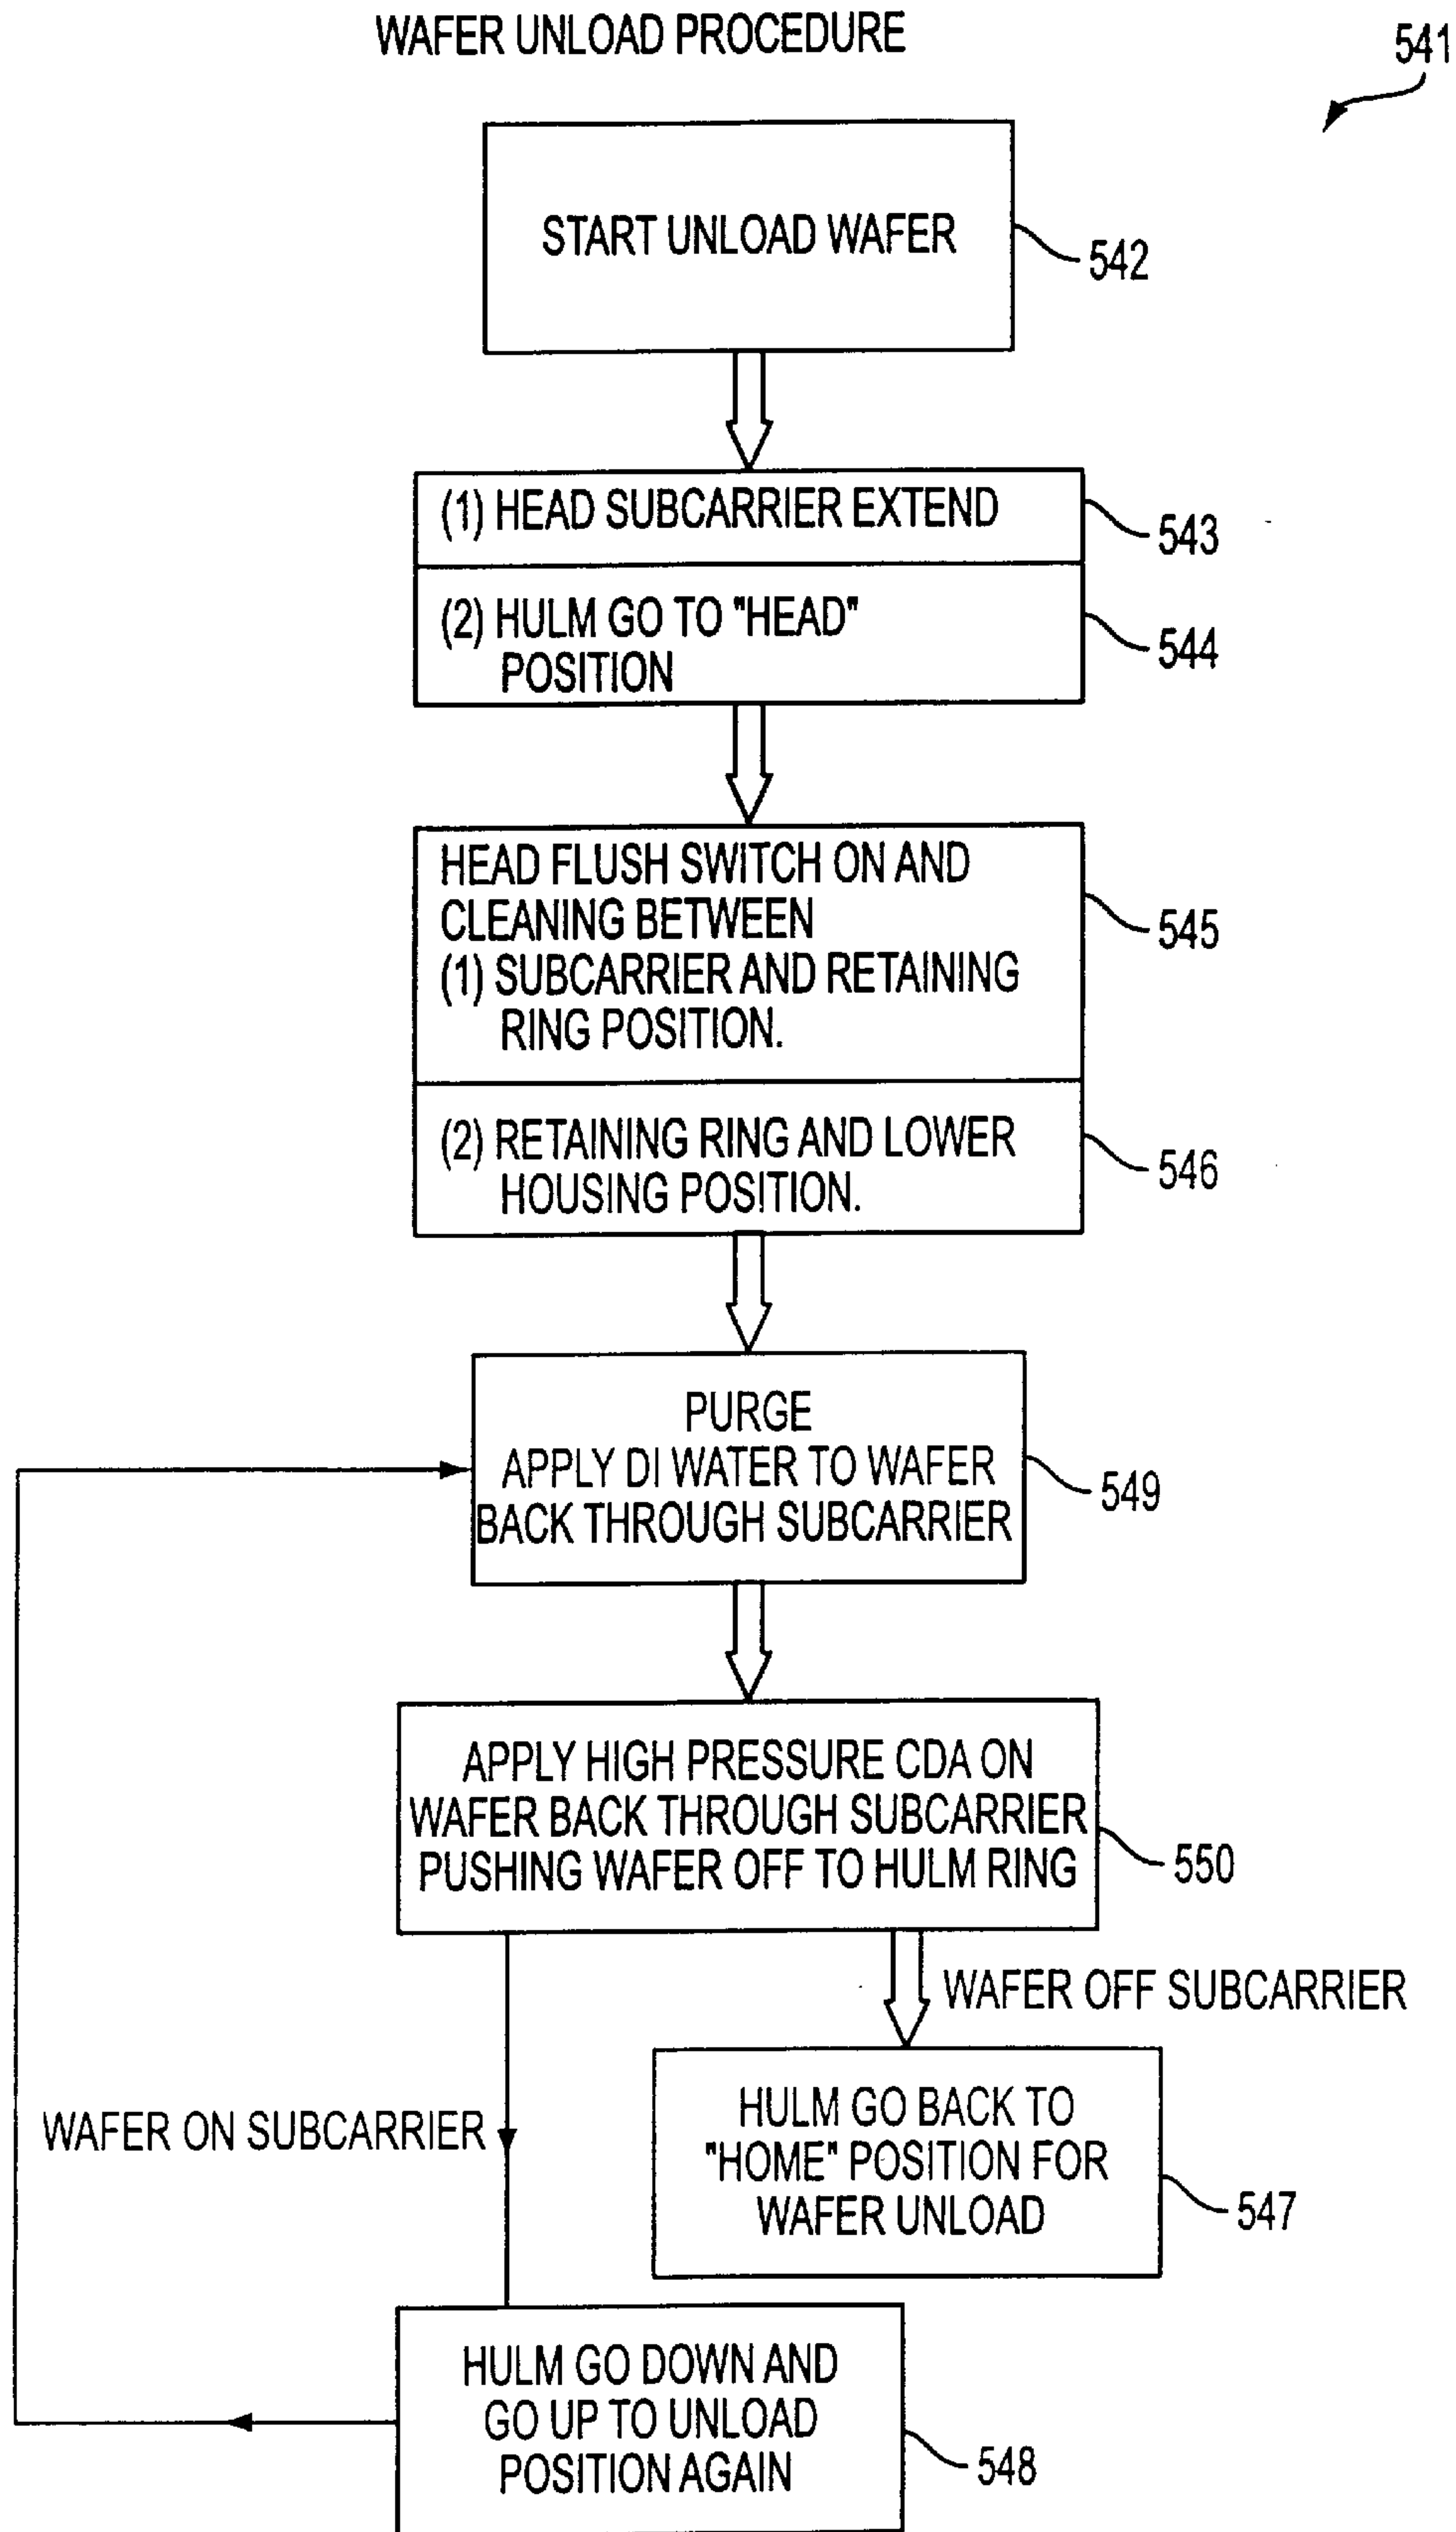 WAFER UNLOAD PROCEDURE
541
START UNLOAD WAFER
542
(1) HEAD SUBCARRIER EXTEND
543
(2) HULM GO TO "HEAD"
POSITION
544
HEAD FLUSH SWITCH ON AND
CLEANING BETWEEN
(1) SUBCARRIER AND RETAINING
RING POSITION.
545
(2) RETAINING RING AND LOWER
HOUSING POSITION.
546
PURGE
APPLY DI WATER TO WAFER
BACK THROUGH SUBCARRIER
549
APPLY HIGH PRESSURE CDA ON
WAFER BACK THROUGH SUBCARRIER
PUSHING WAFER OFF TO HULM RING
550
WAFER OFF SUBCARRIER
WAFER ON SUBCARRIER
HULM GO BACK TO
"HOME" POSITION FOR
WAFER UNLOAD
547
HULM GO DOWN AND
GO UP TO UNLOAD
POSITION AGAIN
548